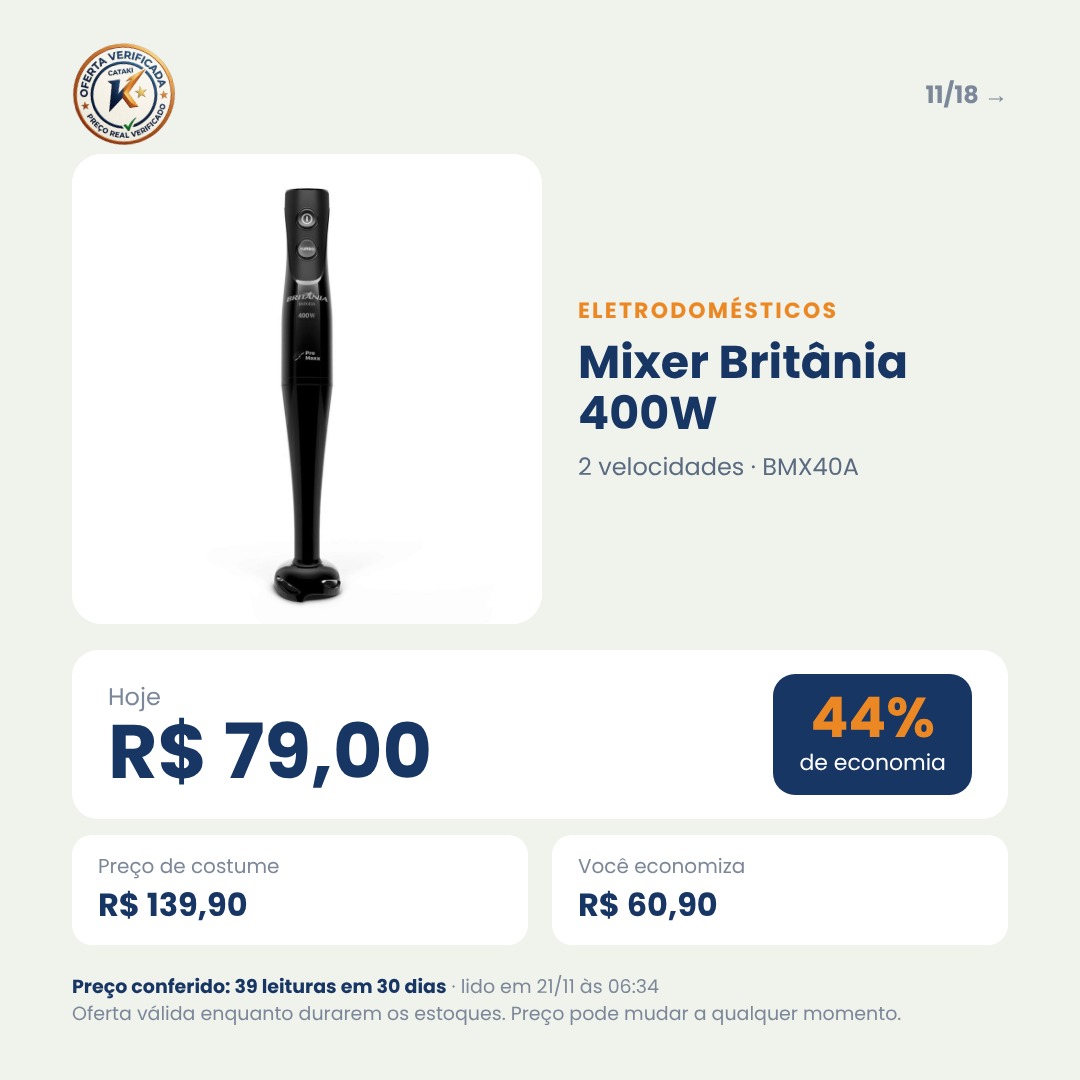 OFERTA VERIFICADA
CATAKI
K
PREÇO REAL VERIFICADO
11/18 →
TURBO
BRITÂNIA
400W
Pro
Mixer
ELETRODOMÉSTICOS
Mixer Britânia
400W
2 velocidades · BMX40A
Hoje
R$ 79,00
44%
de economia
Preço de costume
R$ 139,90
Você economiza
R$ 60,90
Preço conferido: 39 leituras em 30 dias · lido em 21/11 às 06:34
Oferta válida enquanto durarem os estoques. Preço pode mudar a qualquer momento.